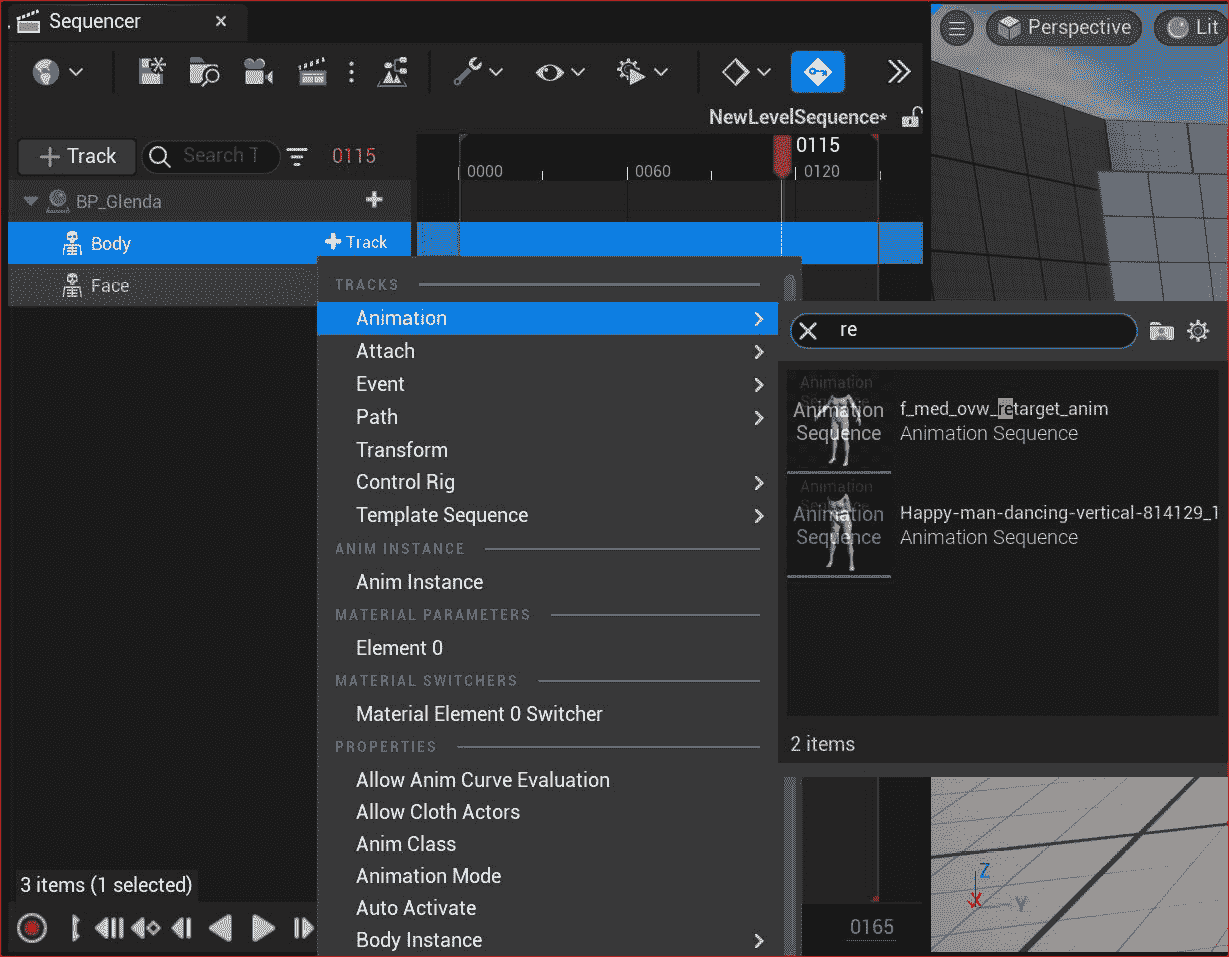 Sequencer
Perspective
Lit
NewLevelSequence*
Track
Search T
0115
0115
0000
0060
0120
BP_Glenda
Body
Track
Face
TRACKS
Animation
Attach
Event
Path
Transform
Control Rig
Template Sequence
ANIM INSTANCE
Anim Instance
MATERIAL PARAMETERS
Element 0
MATERIAL SWITCHERS
Material Element 0 Switcher
PROPERTIES
Allow Anim Curve Evaluation
Allow Cloth Actors
Anim Class
Animation Mode
Auto Activate
Body Instance
re
Animation
Animation
Sequence
f_med_ovw_retarget_anim
Animation Sequence
Animation
Animation
Sequence
Happy-man-dancing-vertical-814129_1
Animation Sequence
2 items
3 items (1 selected)
0165
Z
X
Y